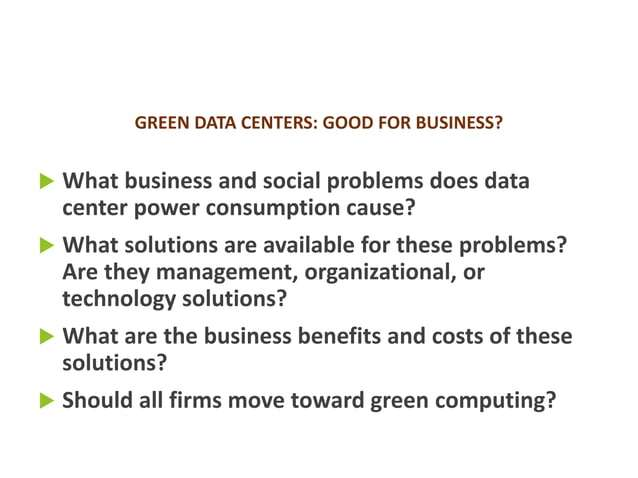 GREEN DATA CENTERS: GOOD FOR BUSINESS?
What business and social problems does data
center power consumption cause?
What solutions are available for these problems?
Are they management, organizational, or
technology solutions?
What are the business benefits and costs of these
solutions?
Should all firms move toward green computing?